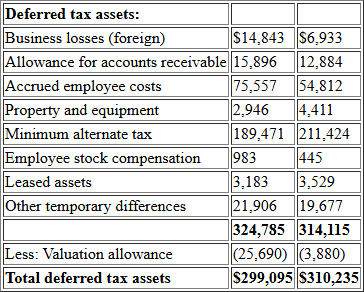 Deferred tax assets:
Business losses (foreign) $14,843 $6,933
Allowance for accounts receivable 15,896 12,884
Accrued employee costs 75,557 54,812
Property and equipment 2,946 4,411
Minimum alternate tax 189,471 211,424
Employee stock compensation 983 445
Leased assets 3,183 3,529
Other temporary differences 21,906 19,677
324,785 314,115
Less: Valuation allowance (25,690) (3,880)
Total deferred tax assets $299,095 $310,235